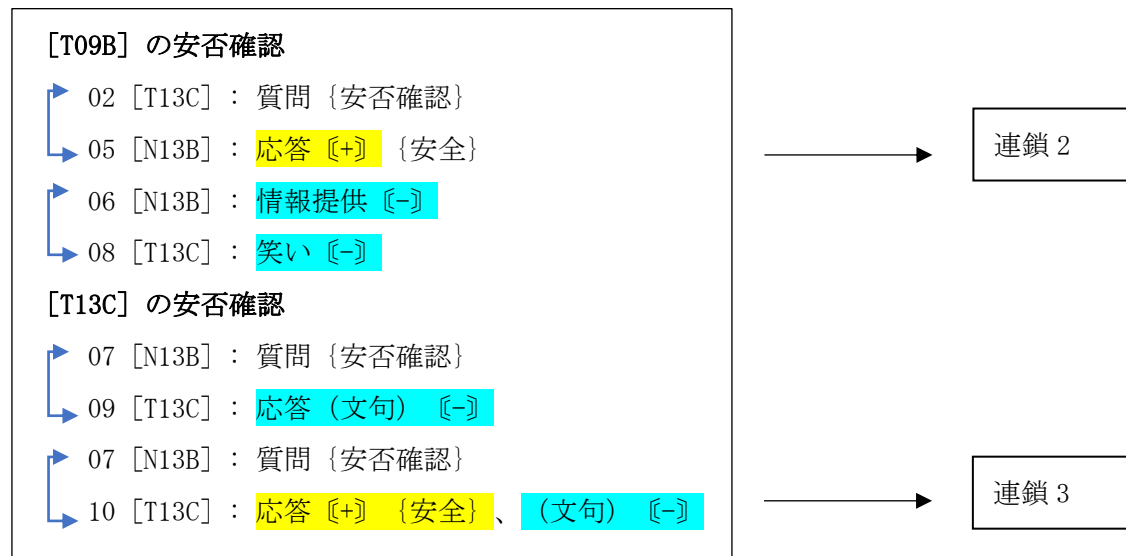 [T09B] の安否確認
02 [T13C] : 質問 {安否確認}
05 [N13B] : 応答〔+〕 {安全}
連鎖 2
06 [N13B] : 情報提供〔-〕
08 [T13C] : 笑い〔-〕
[T13C] の安否確認
07 [N13B] : 質問 {安否確認}
09 [T13C] : 応答 (文句) 〔-〕
07 [N13B] : 質問 {安否確認}
10 [T13C] : 応答〔+〕 {安全}、(文句) 〔-〕
連鎖 3